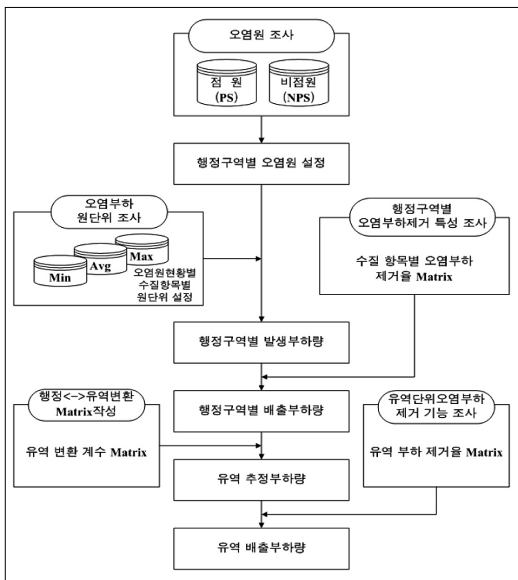 오염원 조사
점 원
(PS)
비점원
(NPS)
행정구역별 오염원 설정
오염부하
원단위 조사
Min
Avg
Max
오염원현황별
수질항목별
원단위 설정
행정구역별
오염부하제거 특성 조사
수질 항목별 오염부하
제거율 Matrix
행정구역별 발생부하량
행정<->유역변환
Matrix작성
유역 변환 계수 Matrix
행정구역별 배출부하량
유역단위오염부하
제거 기능 조사
유역 부하 제거율 Matrix
유역 추정부하량
유역 배출부하량